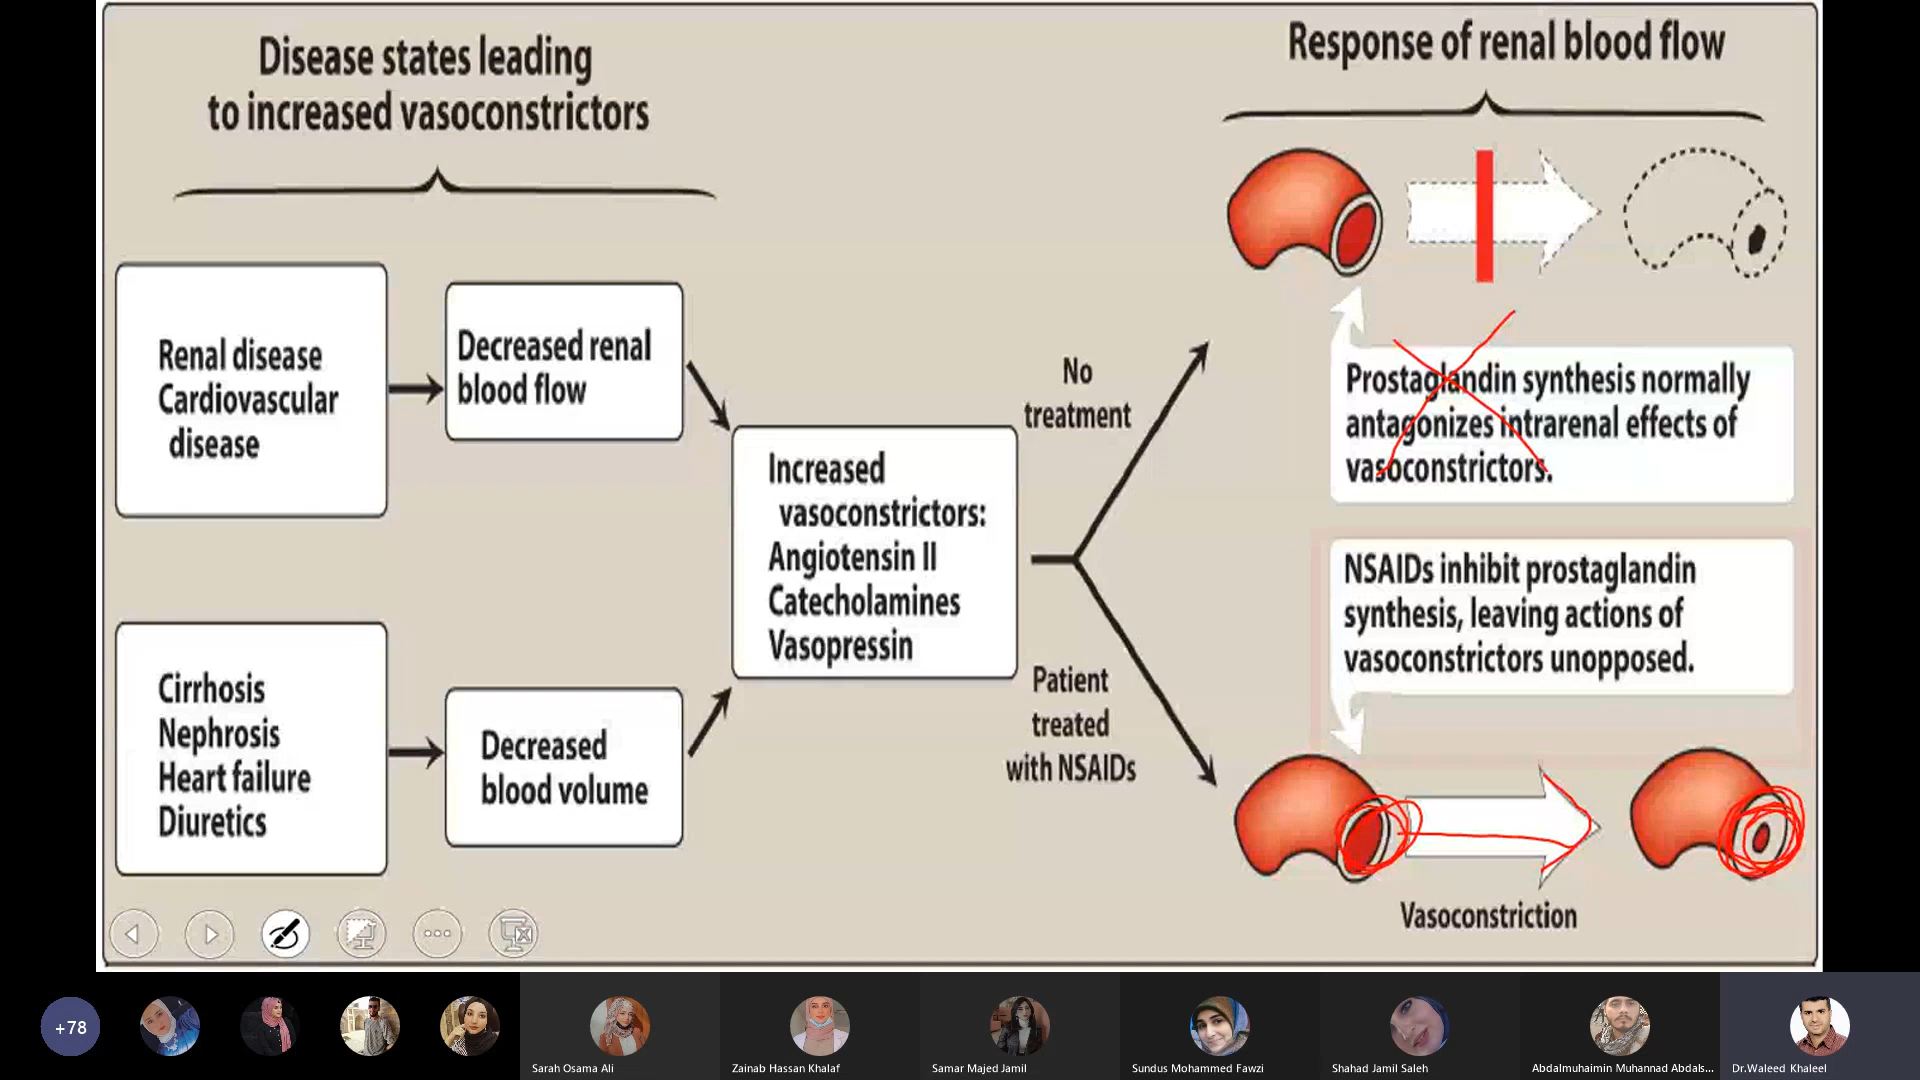 Disease states leading
to increased vasoconstrictors
Response of renal blood flow
Renal disease
Cardiovascular
disease
Decreased renal
blood flow
Cirrhosis
Nephrosis
Heart failure
Diuretics
Decreased
blood volume
Increased
vasoconstrictors:
Angiotensin II
Catecholamines
Vasopressin
No
treatment
Patient
treated
with NSAIDs
Prostaglandin synthesis normally
antagonizes intrarenal effects of
vasoconstrictors.
NSAIDs inhibit prostaglandin
synthesis, leaving actions of
vasoconstrictors unopposed.
Vasoconstriction
+78
Sarah Osama Ali
Zainab Hassan Khalaf
Samar Majed Jamil
Sundus Mohammed Fawzi
Shahad Jamil Saleh
Abdalmuhaimin Muhannad Abdals...
Dr.Waleed Khaleel